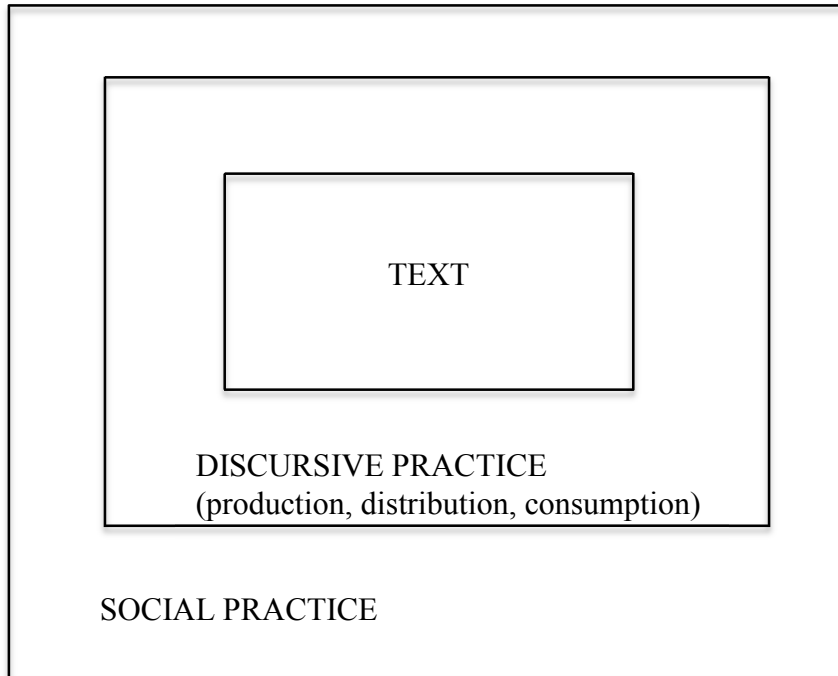 TEXT
DISCURSIVE PRACTICE
(production, distribution, consumption)
SOCIAL PRACTICE